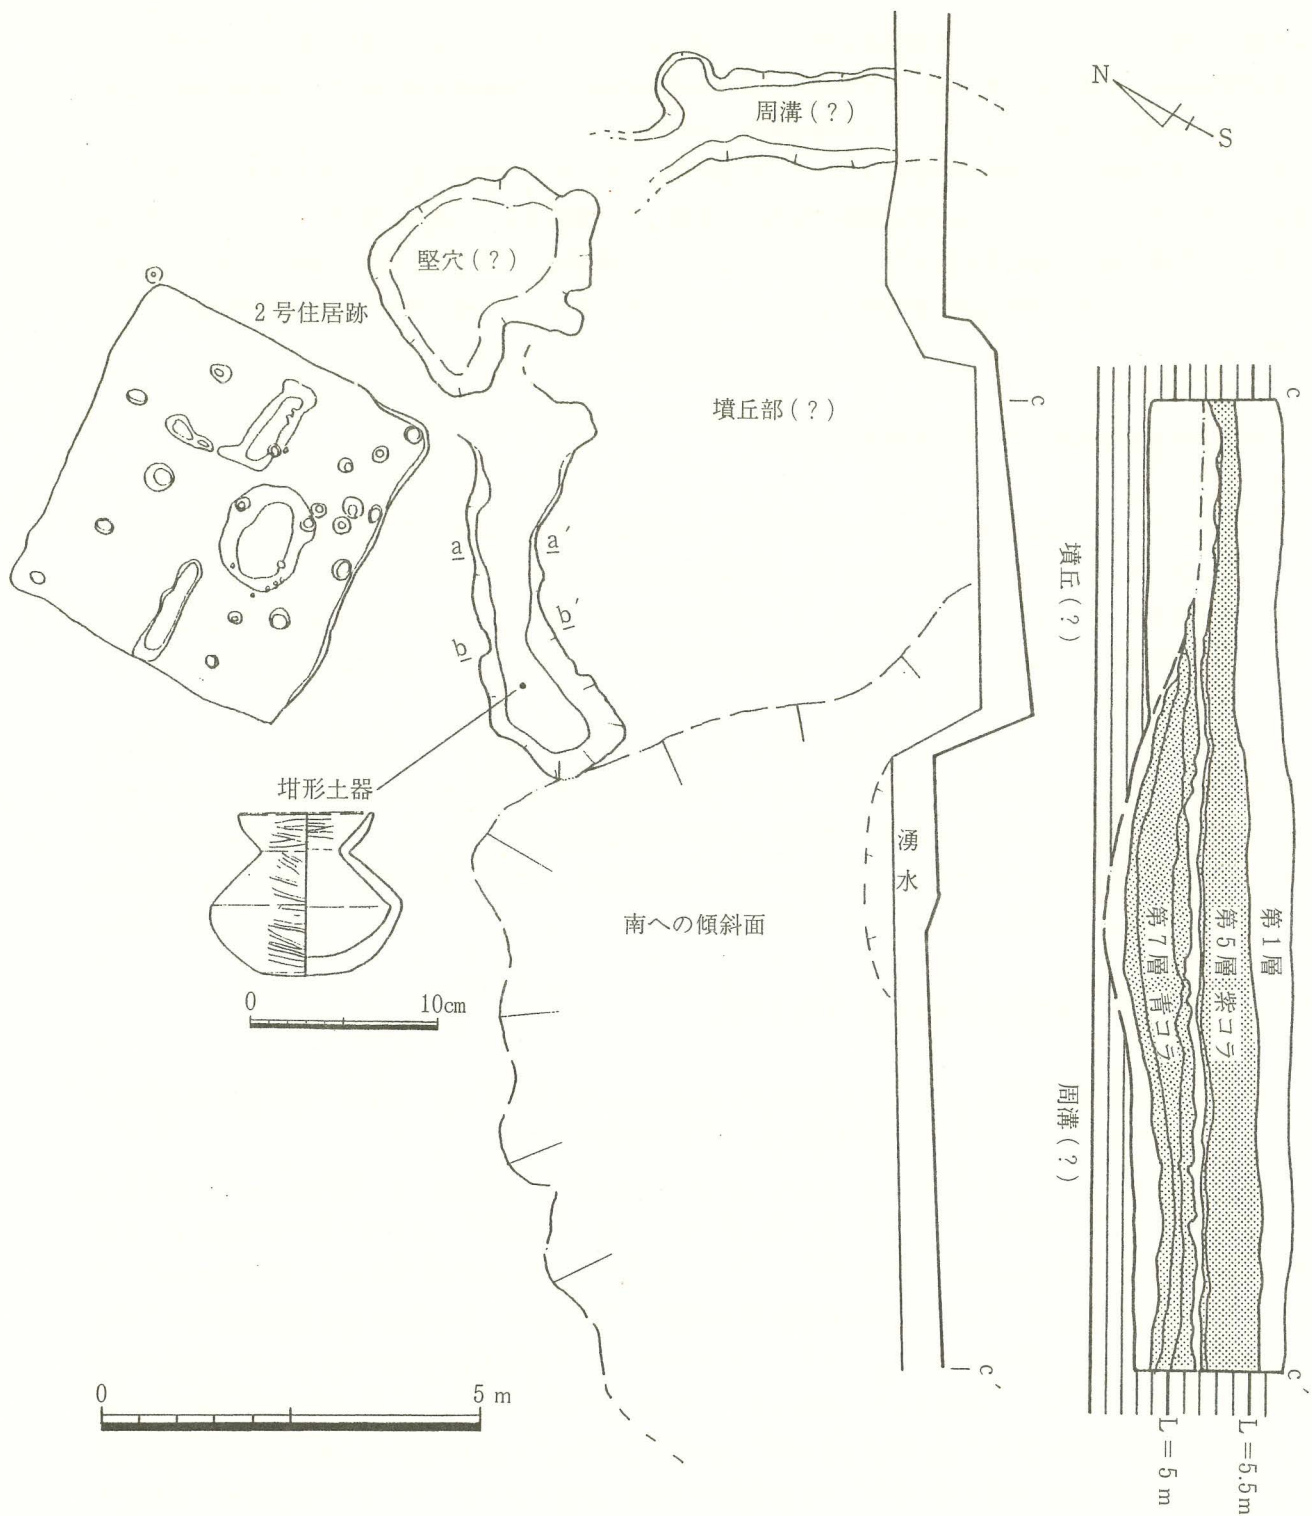 周溝(?)
N
S
竪穴(?)
2号住居跡
墳丘部(?)
c
c
a
a′
b
b′
墳丘(?)
坩形土器
湧水
南への傾斜面
第1層
第5層 紫コラ
第7層 青コラ
0 10cm
周溝(?)
c′
c′
0 5 m
L=5m
L=5.5m